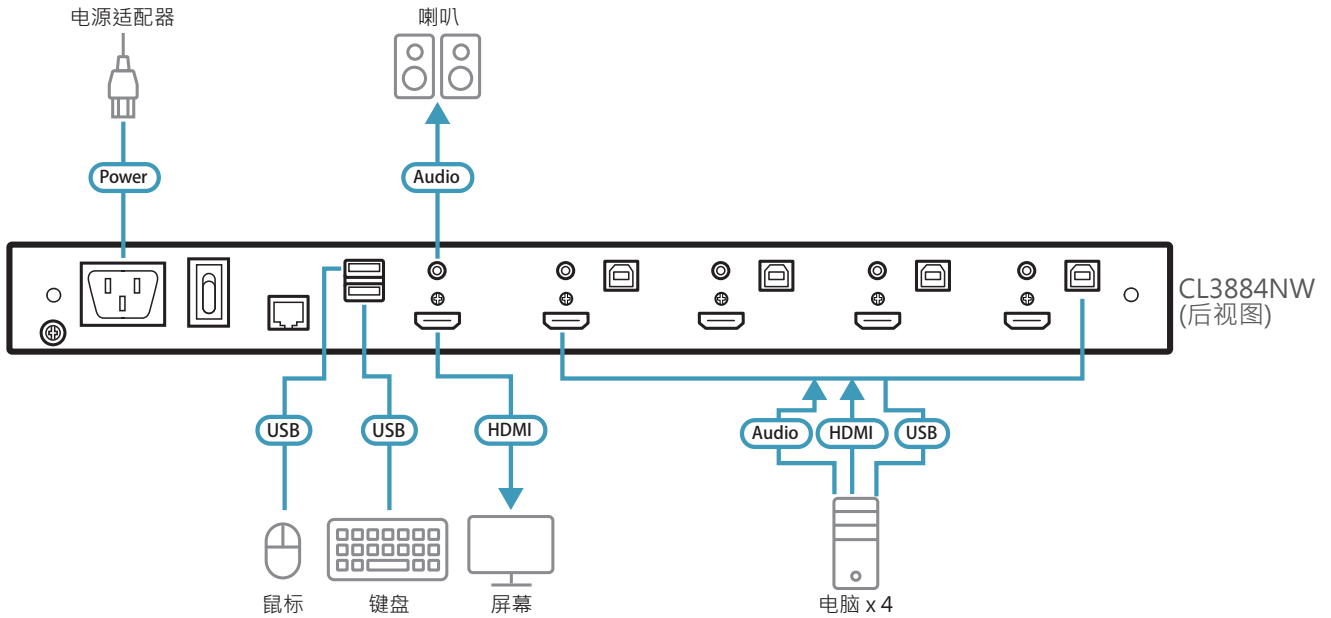 电源适配器
喇叭
Power
Audio
CL3884NW
(后视图)
USB
USB
HDMI
Audio
HDMI
USB
鼠标
键盘
屏幕
电脑 x 4